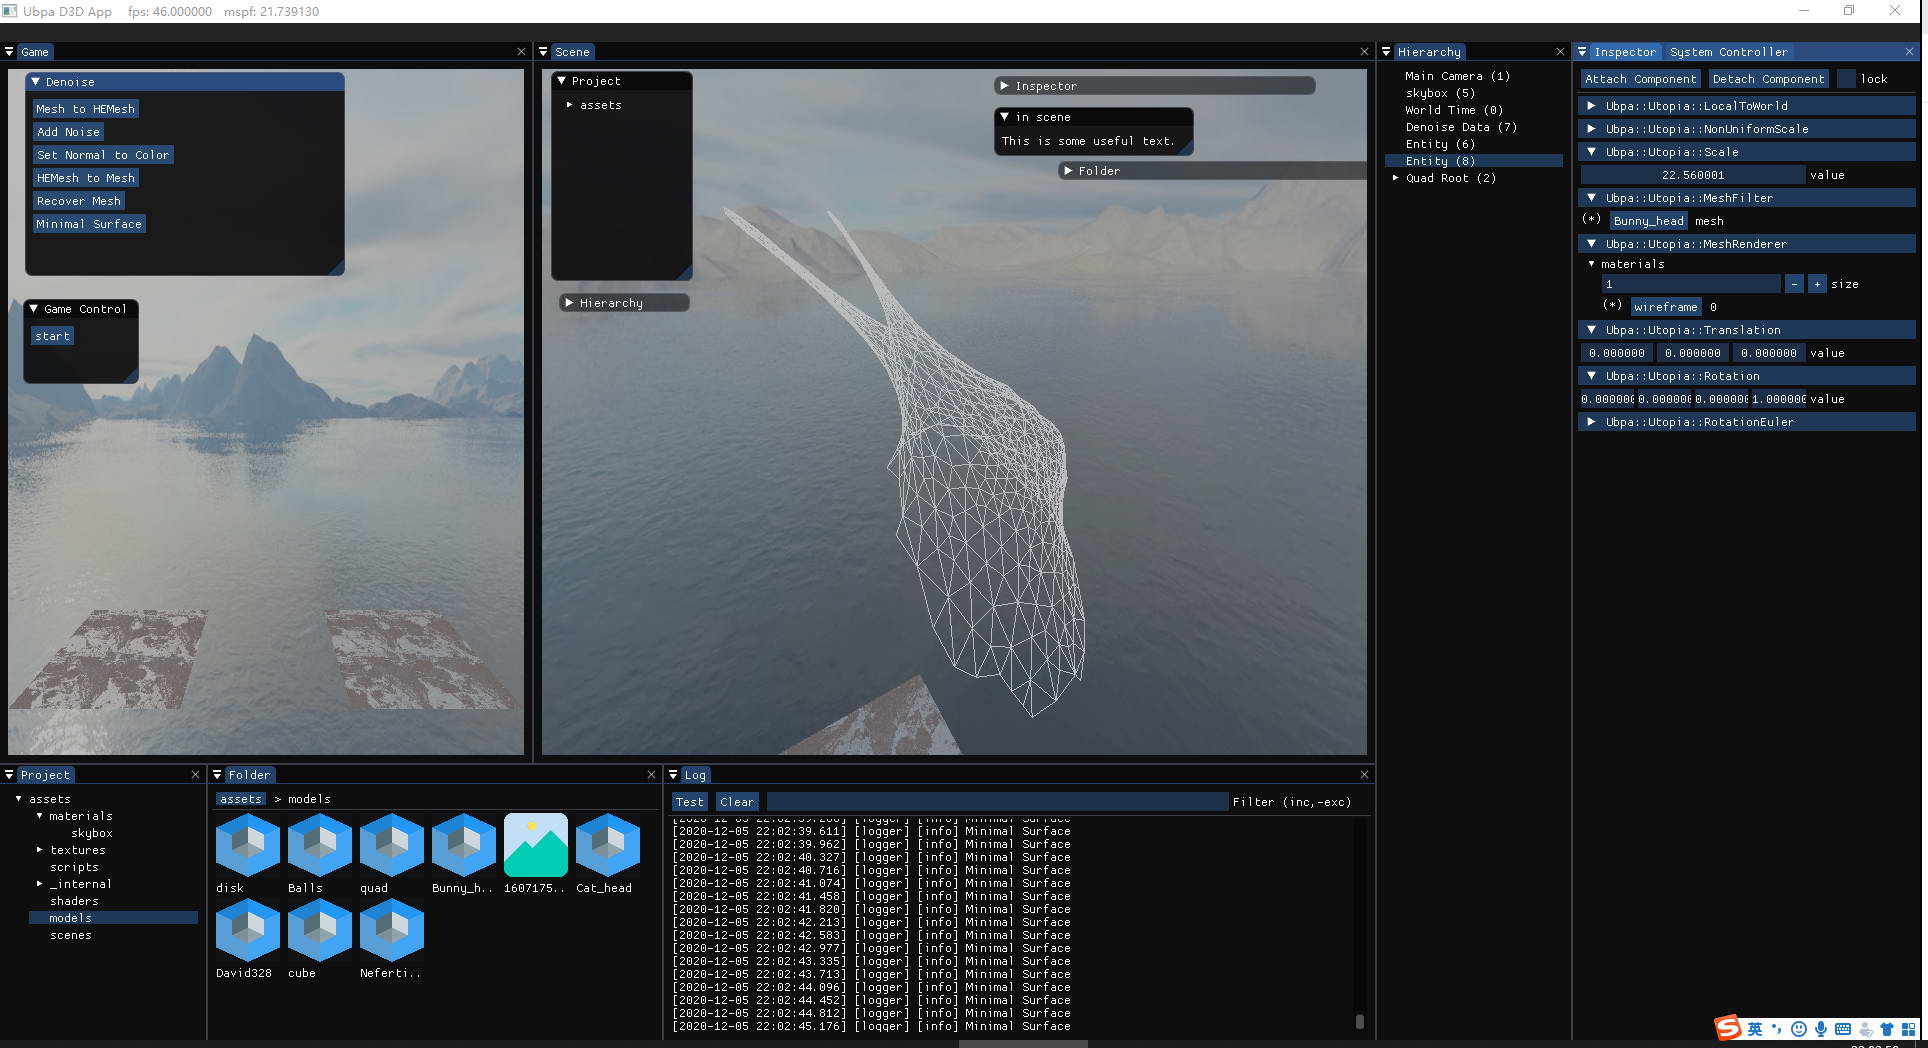 Ubpa D3D App fps: 46.000000 mspf: 21.739130
Game
Denoise
Mesh to HEMesh
Add Noise
Set Normal to Color
HEMesh to Mesh
Recover Mesh
Minimal Surface
Game Control
start
Scene
Project
assets
Hierarchy
Inspector
in scene
This is some useful text.
Folder
Hierarchy
Main Camera (1)
skybox (5)
World Time (0)
Denoise Data (7)
Entity (6)
Entity (8)
Quad Root (2)
Inspector System Controller
Attach Component Detach Component lock
Ubpa::Utopia::LocalToWorld
Ubpa::Utopia::NonUniformScale
Ubpa::Utopia::Scale
22.560001 value
Ubpa::Utopia::MeshFilter
(*) Bunny_head mesh
Ubpa::Utopia::MeshRenderer
materials
1 - + size
(*) wireframe 0
Ubpa::Utopia::Translation
0.000000 0.000000 0.000000 value
Ubpa::Utopia::Rotation
0.000000 0.000000 0.000000 1.000000 value
Ubpa::Utopia::RotationEuler
Project
assets
materials
skybox
textures
scripts
_internal
shaders
models
scenes
Folder
assets > models
disk Balls quad Bunny_h.. 1607175.. Cat_head
David328 cube Neferti..
Log
Test Clear Filter (inc,-exc)
[2020-12-05 22:02:39.611] [logger] [info] Minimal Surface
[2020-12-05 22:02:39.962] [logger] [info] Minimal Surface
[2020-12-05 22:02:40.327] [logger] [info] Minimal Surface
[2020-12-05 22:02:40.716] [logger] [info] Minimal Surface
[2020-12-05 22:02:41.074] [logger] [info] Minimal Surface
[2020-12-05 22:02:41.458] [logger] [info] Minimal Surface
[2020-12-05 22:02:41.820] [logger] [info] Minimal Surface
[2020-12-05 22:02:42.213] [logger] [info] Minimal Surface
[2020-12-05 22:02:42.583] [logger] [info] Minimal Surface
[2020-12-05 22:02:42.977] [logger] [info] Minimal Surface
[2020-12-05 22:02:43.335] [logger] [info] Minimal Surface
[2020-12-05 22:02:43.713] [logger] [info] Minimal Surface
[2020-12-05 22:02:44.096] [logger] [info] Minimal Surface
[2020-12-05 22:02:44.452] [logger] [info] Minimal Surface
[2020-12-05 22:02:44.812] [logger] [info] Minimal Surface
[2020-12-05 22:02:45.176] [logger] [info] Minimal Surface
S 英